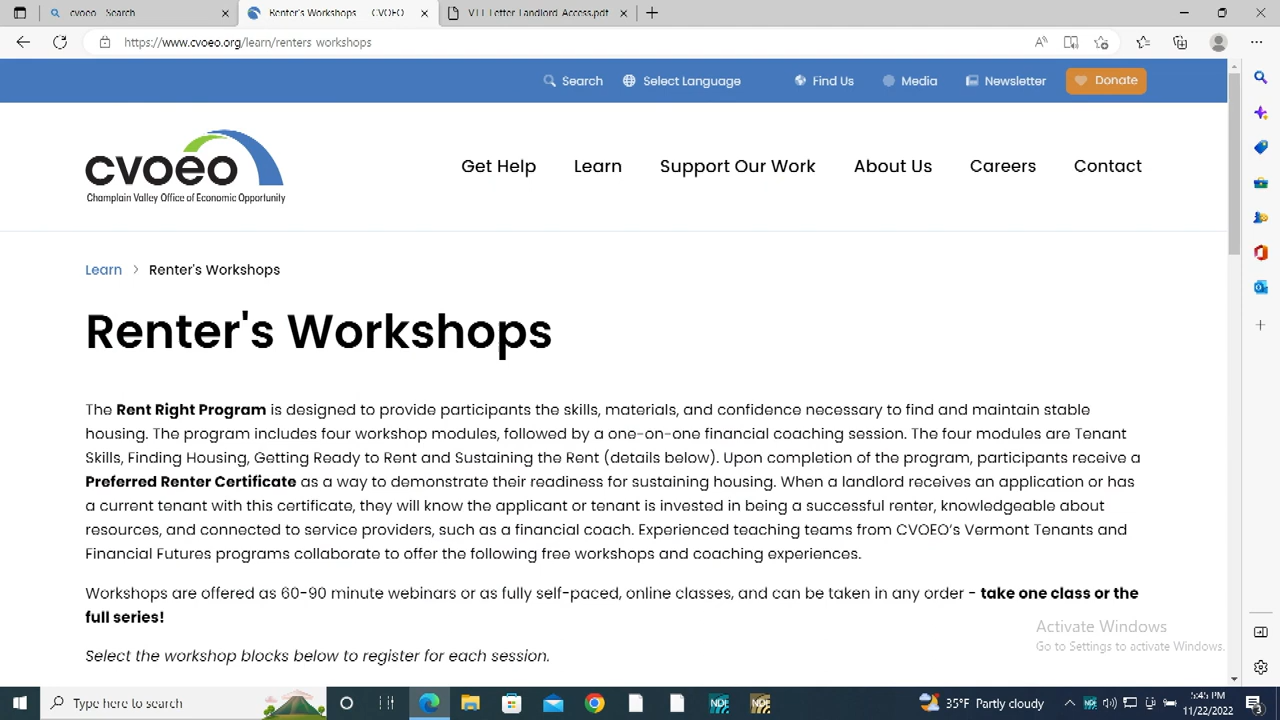 cvoeo - Search
Renter's Workshops - CVOEO
VTT Letter Landlord Access.pdf
https://www.cvoeo.org/learn/renters workshops
Search
Select Language
Find Us
Media
Newsletter
Donate
cvoeo
Champlain Valley Office of Economic Opportunity
Get Help
Learn
Support Our Work
About Us
Careers
Contact
Learn > Renter's Workshops
Renter's Workshops
The Rent Right Program is designed to provide participants the skills, materials, and confidence necessary to find and maintain stable
housing. The program includes four workshop modules, followed by a one-on-one financial coaching session. The four modules are Tenant
Skills, Finding Housing, Getting Ready to Rent and Sustaining the Rent (details below). Upon completion of the program, participants receive a
Preferred Renter Certificate as a way to demonstrate their readiness for sustaining housing. When a landlord receives an application or has
a current tenant with this certificate, they will know the applicant or tenant is invested in being a successful renter, knowledgeable about
resources, and connected to service providers, such as a financial coach. Experienced teaching teams from CVOEO's Vermont Tenants and
Financial Futures programs collaborate to offer the following free workshops and coaching experiences.
Workshops are offered as 60-90 minute webinars or as fully self-paced, online classes, and can be taken in any order - take one class or the
full series!
Select the workshop blocks below to register for each session.
Activate Windows
Go to Settings to activate Windows.
Type here to search
NDF
NDF
35°F Partly cloudy
5:45 PM
11/22/2022